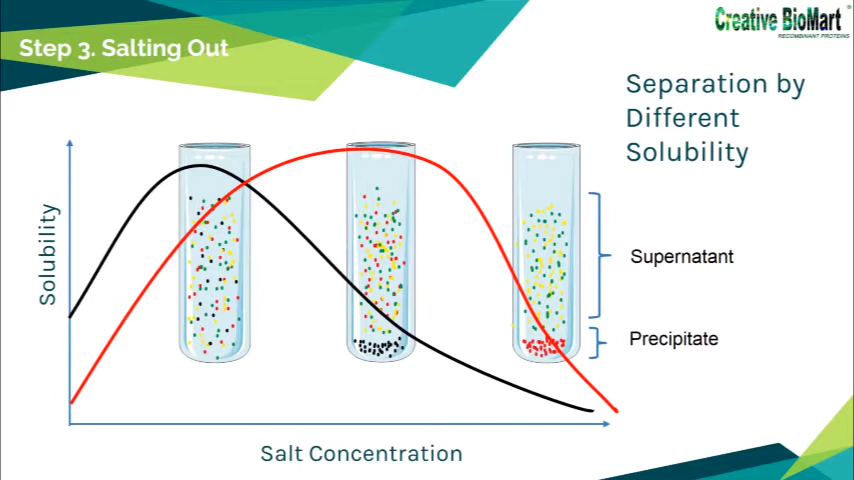 Step 3. Salting Out
Creative BioMart
RECOMBINANT PROTEINS
Separation by
Different
Solubility
Solubility
Supernatant
Precipitate
Salt Concentration